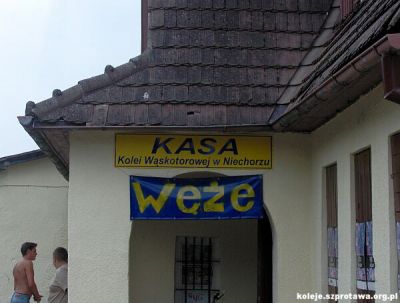 KASA
Kolei Wąskotorowej w Niechorzu
Węże
koleje.szprotawa.org.pl